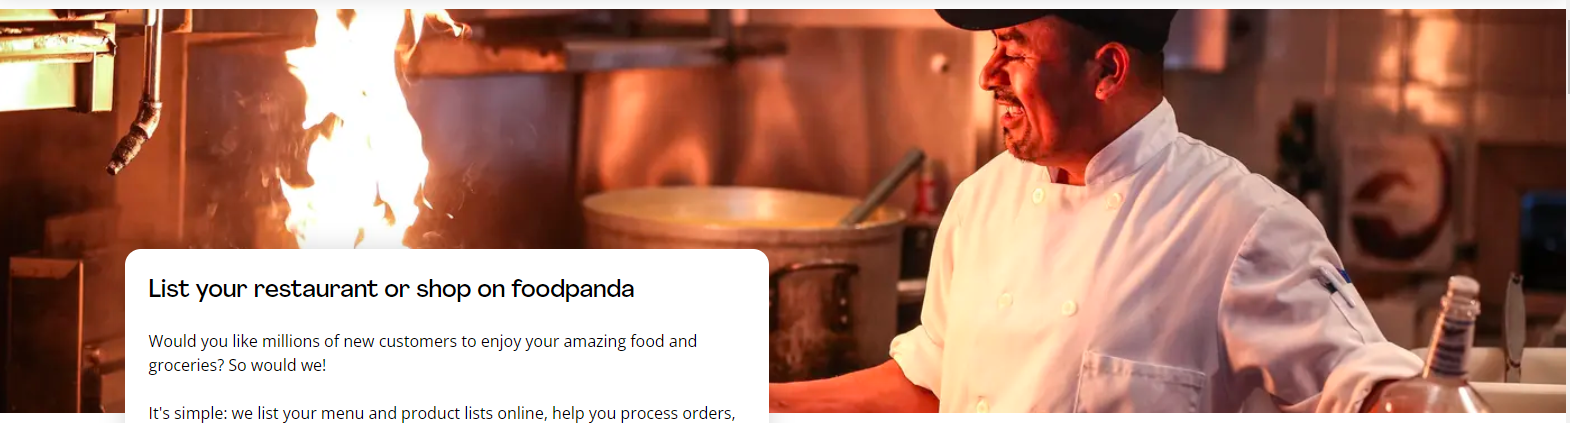 List your restaurant or shop on foodpanda
Would you like millions of new customers to enjoy your amazing food and
groceries? So would we!
It's simple: we list your menu and product lists online, help you process orders,